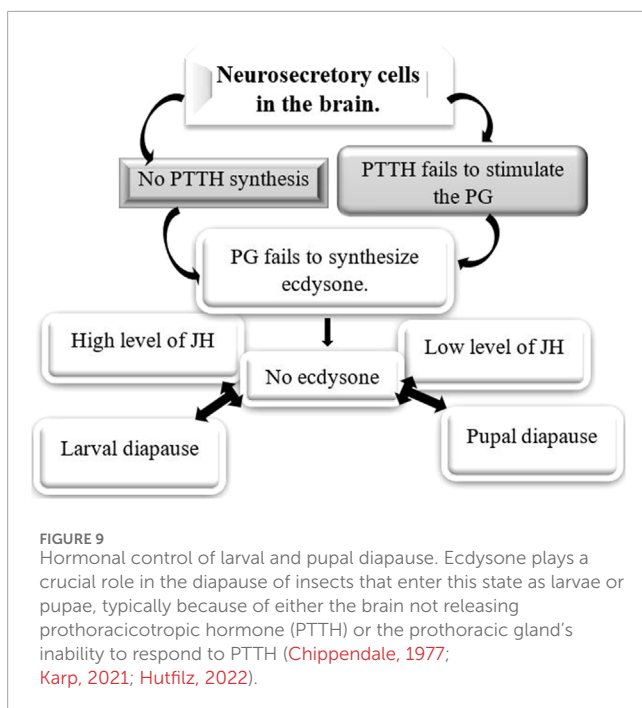 Neurosecretory cells
in the brain.
No PTTH synthesis
PTTH fails to stimulate
the PG
PG fails to synthesize
ecdysone.
High level of JH
Low level of JH
No ecdysone
Larval diapause
Pupal diapause
FIGURE 9
Hormonal control of larval and pupal diapause. Ecdysone plays a
crucial role in the diapause of insects that enter this state as larvae or
pupae, typically because of either the brain not releasing
prothoracicotropic hormone (PTTH) or the prothoracic gland's
inability to respond to PTTH (Chippendale, 1977;
Karp, 2021; Hutfilz, 2022).